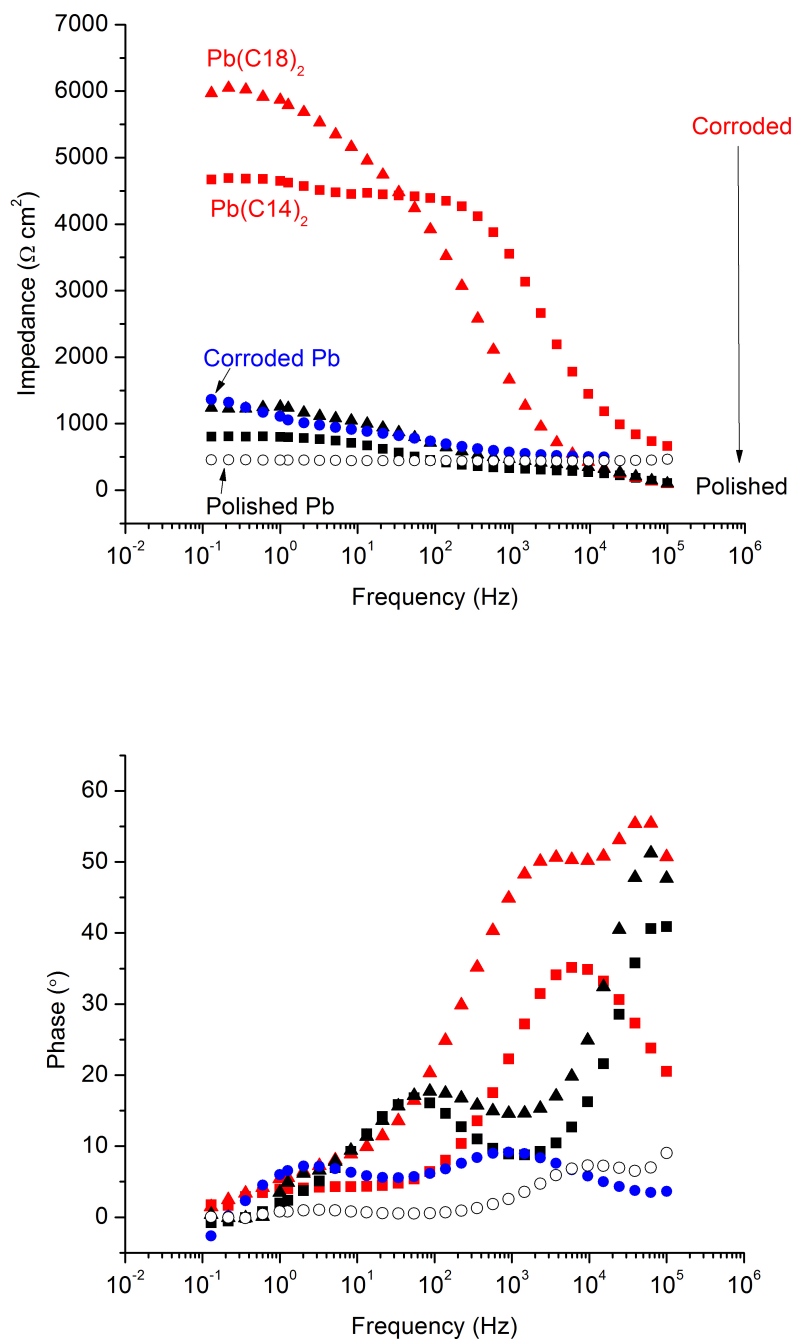 7000
Pb(C18)₂
6000
Corroded
5000
Pb(C14)₂
4000
Impedance (Ω cm²)
3000
2000
Corroded Pb
1000
0
Polished Pb
Polished
10⁻² 10⁻¹ 10⁰ 10¹ 10² 10³ 10⁴ 10⁵ 10⁶
Frequency (Hz)
60
50
40
30
Phase (°)
20
10
0
10⁻² 10⁻¹ 10⁰ 10¹ 10² 10³ 10⁴ 10⁵ 10⁶
Frequency (Hz)